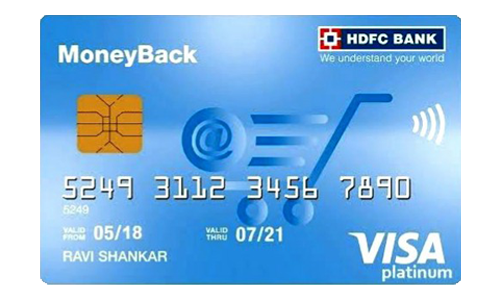 MoneyBack
HDFC BANK
We understand your world
@
5249 3112 3456 7890
5249
VALID FROM 05/18 VALID THRU 07/21
RAVI SHANKAR
VISA
platinum